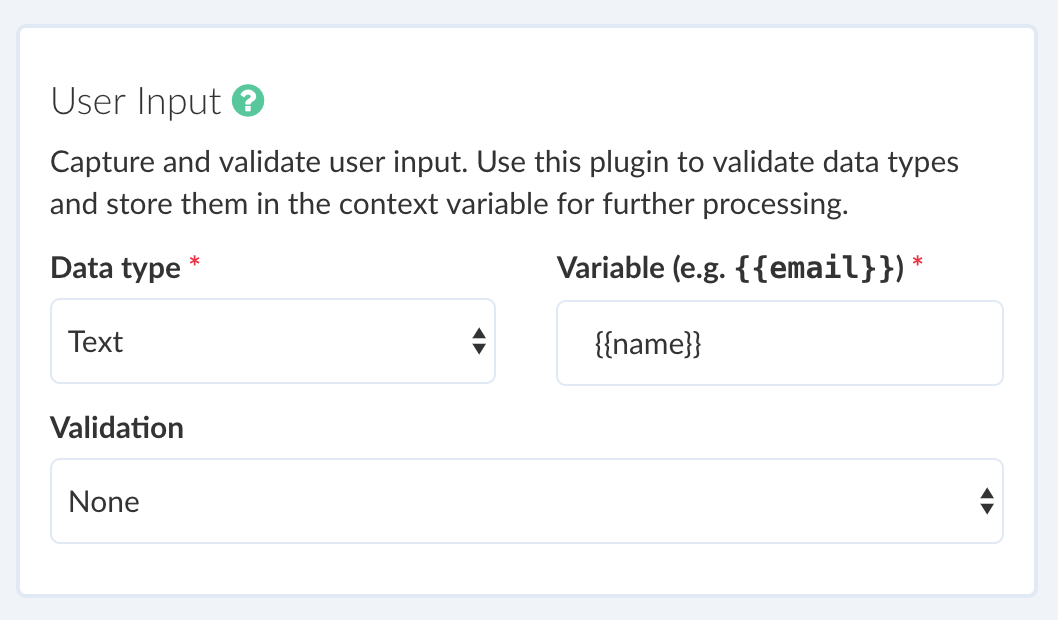 User Input ?
Capture and validate user input. Use this plugin to validate data types
and store them in the context variable for further processing.
Data type *
Variable (e.g. {{email}}) *
Text
{{name}}
Validation
None